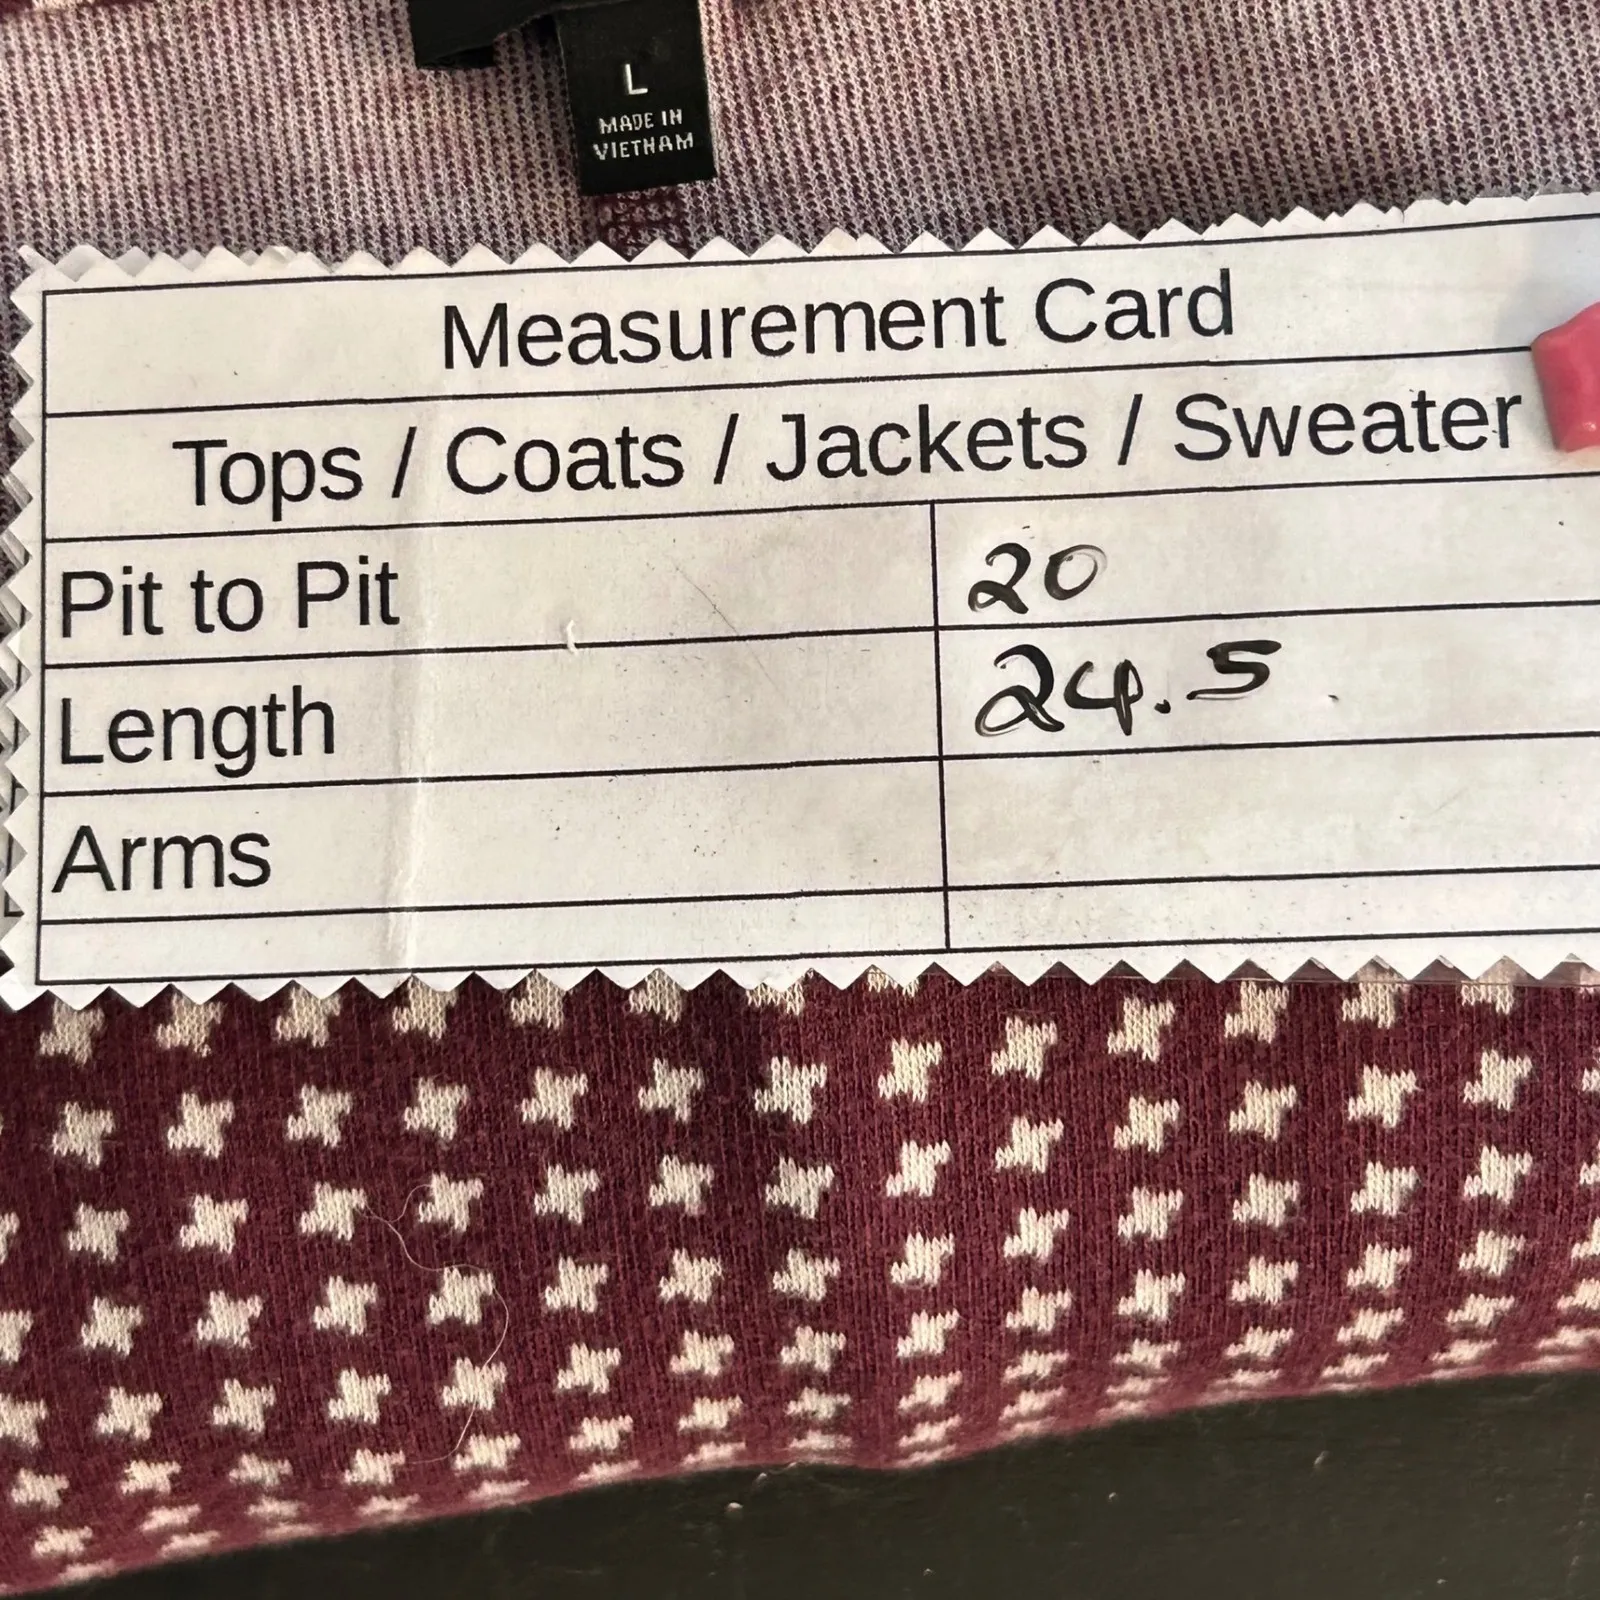 L
MADE IN
VIETNAM
Measurement Card
Tops / Coats / Jackets / Sweater
Pit to Pit 20
Length 24.5
Arms